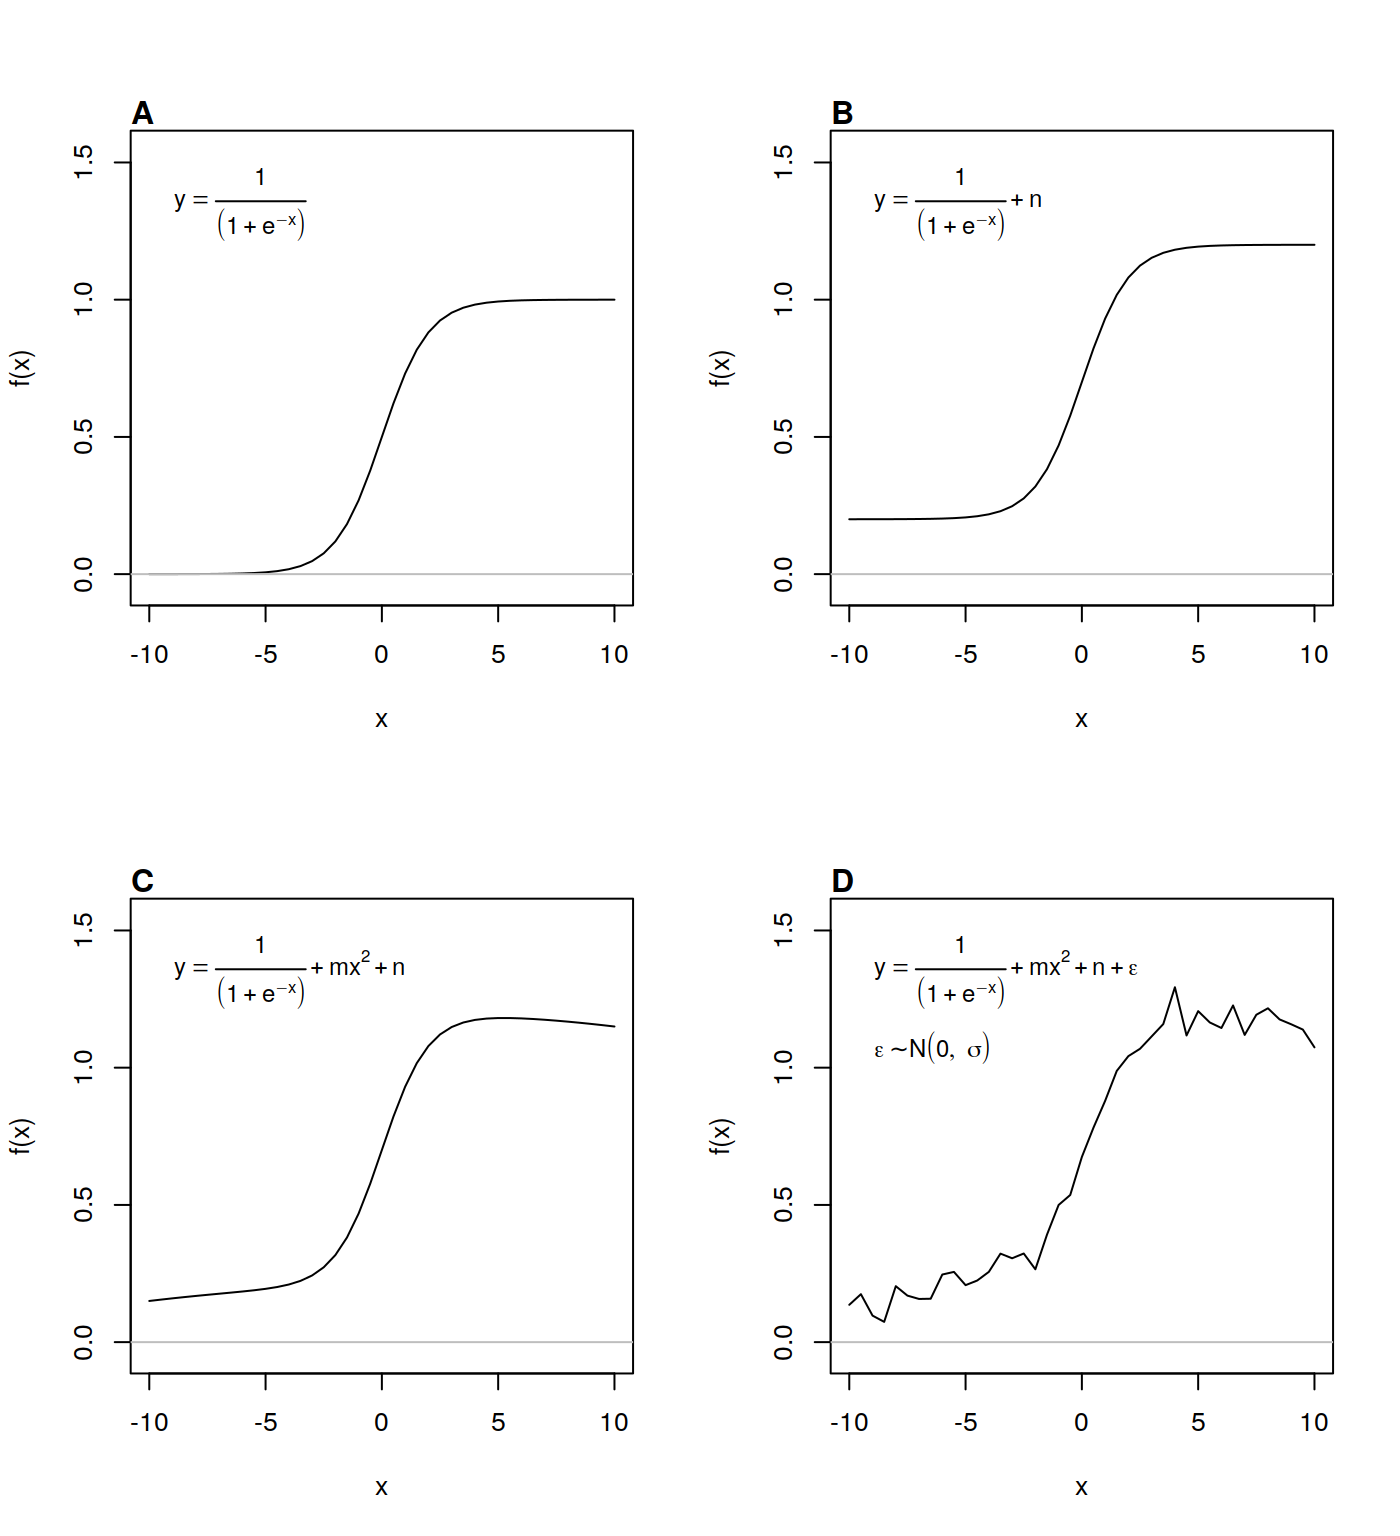 A
y = 1 / (1 + e^−x)
f(x)
1.5
1.0
0.5
0.0
-10 -5 0 5 10
x
B
y = 1 / (1 + e^−x) + n
f(x)
1.5
1.0
0.5
0.0
-10 -5 0 5 10
x
C
y = 1 / (1 + e^−x) + mx^2 + n
f(x)
1.5
1.0
0.5
0.0
-10 -5 0 5 10
x
D
y = 1 / (1 + e^−x) + mx^2 + n + ε
ε ~N(0, σ)
f(x)
1.5
1.0
0.5
0.0
-10 -5 0 5 10
x